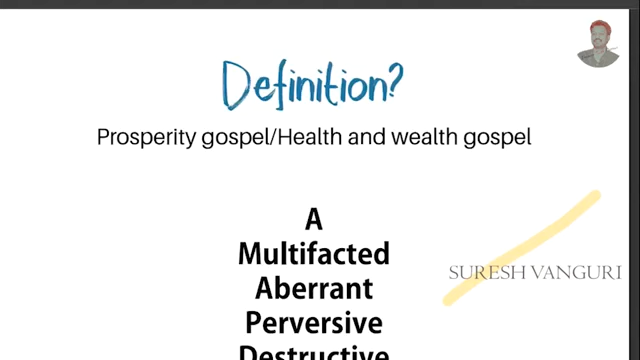 Definition?
Prosperity gospel/Health and wealth gospel
A
Multifacted
Aberrant
SURESH VANGURI
Perversive
Destructive